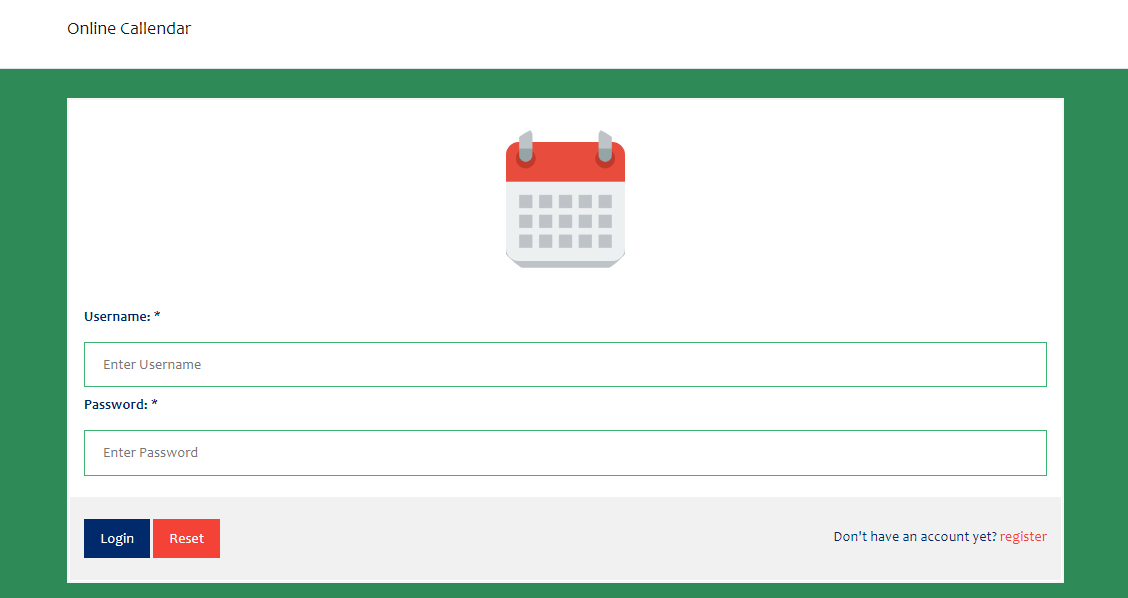 Online Callendar
Username: *
Enter Username
Password: *
Enter Password
Login Reset Don't have an account yet? register